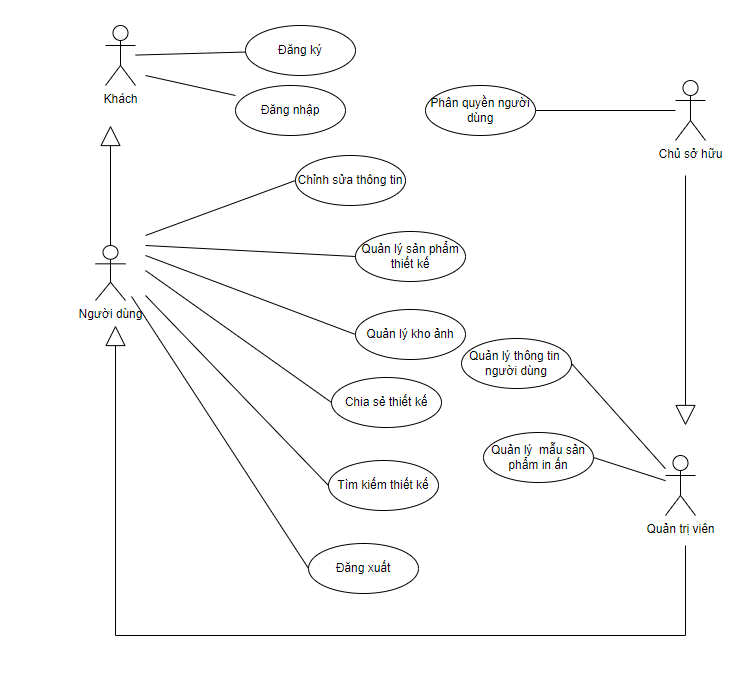 Đăng ký
Khách
Đăng nhập
Phân quyền người
dùng
Chủ sở hữu
Chỉnh sửa thông tin
Quản lý sản phẩm
thiết kế
Người dùng
Quản lý kho ảnh
Quản lý thông tin
người dùng
Chia sẻ thiết kế
Quản lý  mẫu sản
phẩm in ấn
Tìm kiếm thiết kế
Quản trị viên
Đăng xuất